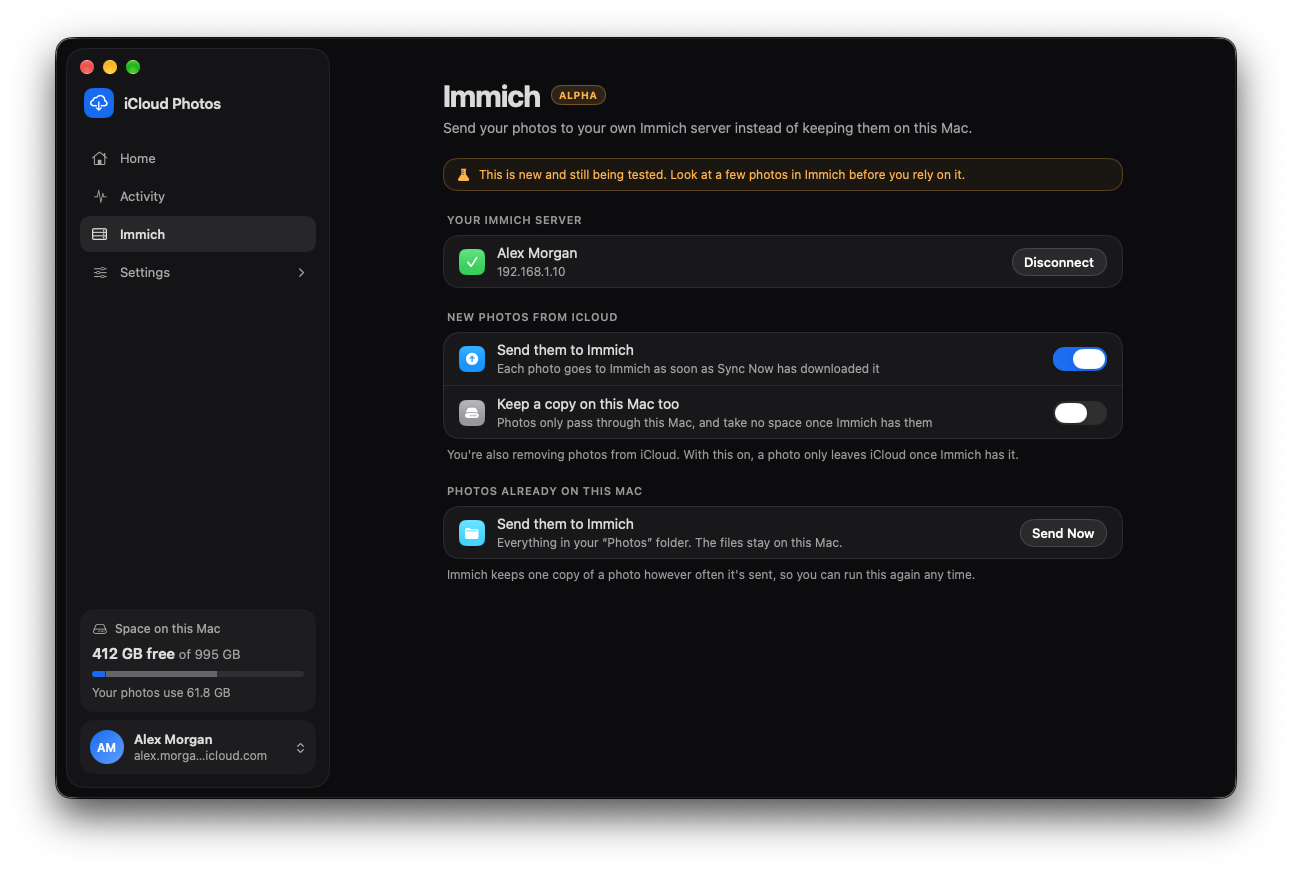 iCloud Photos
Home
Activity
Immich
Settings
Space on this Mac
412 GB free of 995 GB
Your photos use 61.8 GB
AM
Alex Morgan
alex.morga...icloud.com
Immich ALPHA
Send your photos to your own Immich server instead of keeping them on this Mac.
This is new and still being tested. Look at a few photos in Immich before you rely on it.
YOUR IMMICH SERVER
Alex Morgan
192.168.1.10
Disconnect
NEW PHOTOS FROM ICLOUD
Send them to Immich
Each photo goes to Immich as soon as Sync Now has downloaded it
Keep a copy on this Mac too
Photos only pass through this Mac, and take no space once Immich has them
You're also removing photos from iCloud. With this on, a photo only leaves iCloud once Immich has it.
PHOTOS ALREADY ON THIS MAC
Send them to Immich
Everything in your “Photos” folder. The files stay on this Mac.
Send Now
Immich keeps one copy of a photo however often it's sent, so you can run this again any time.